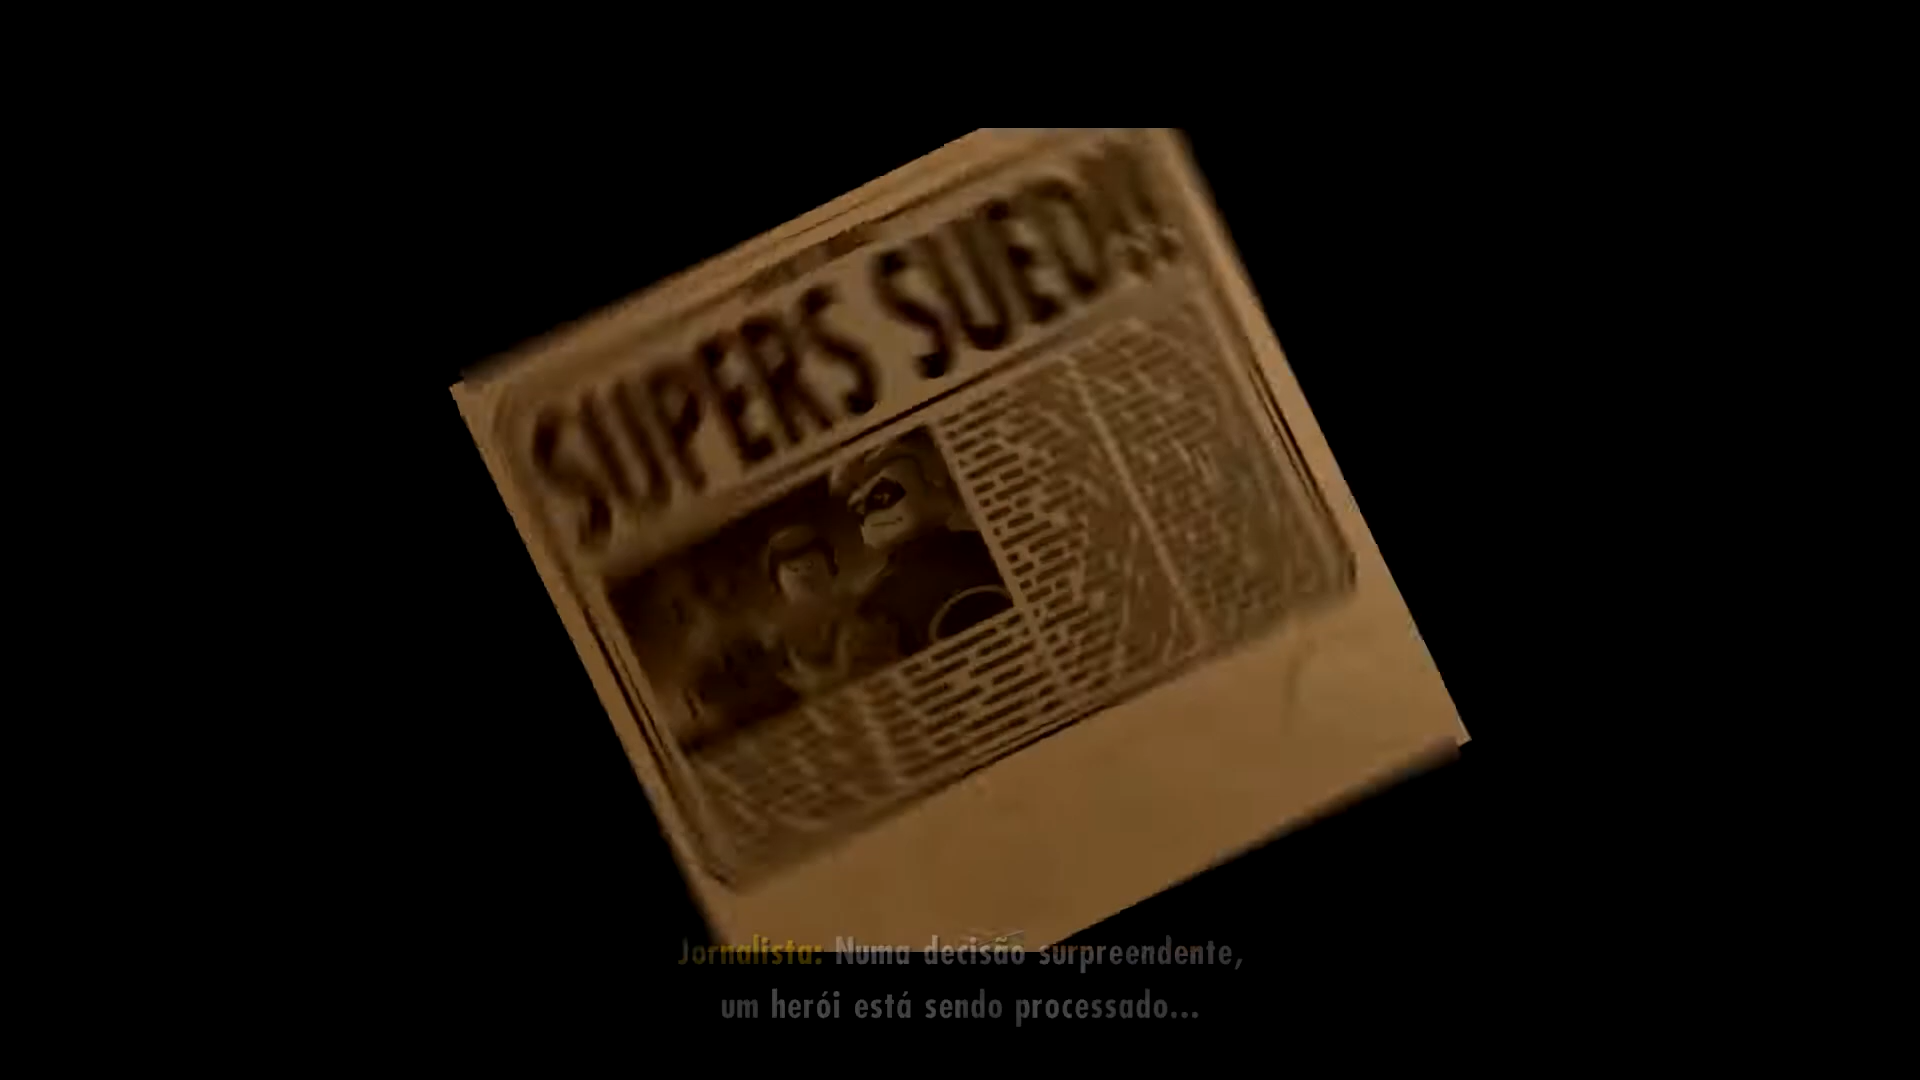 SUPERS SUED!!
Jornalista: Numa decisão surpreendente,
um herói está sendo processado...